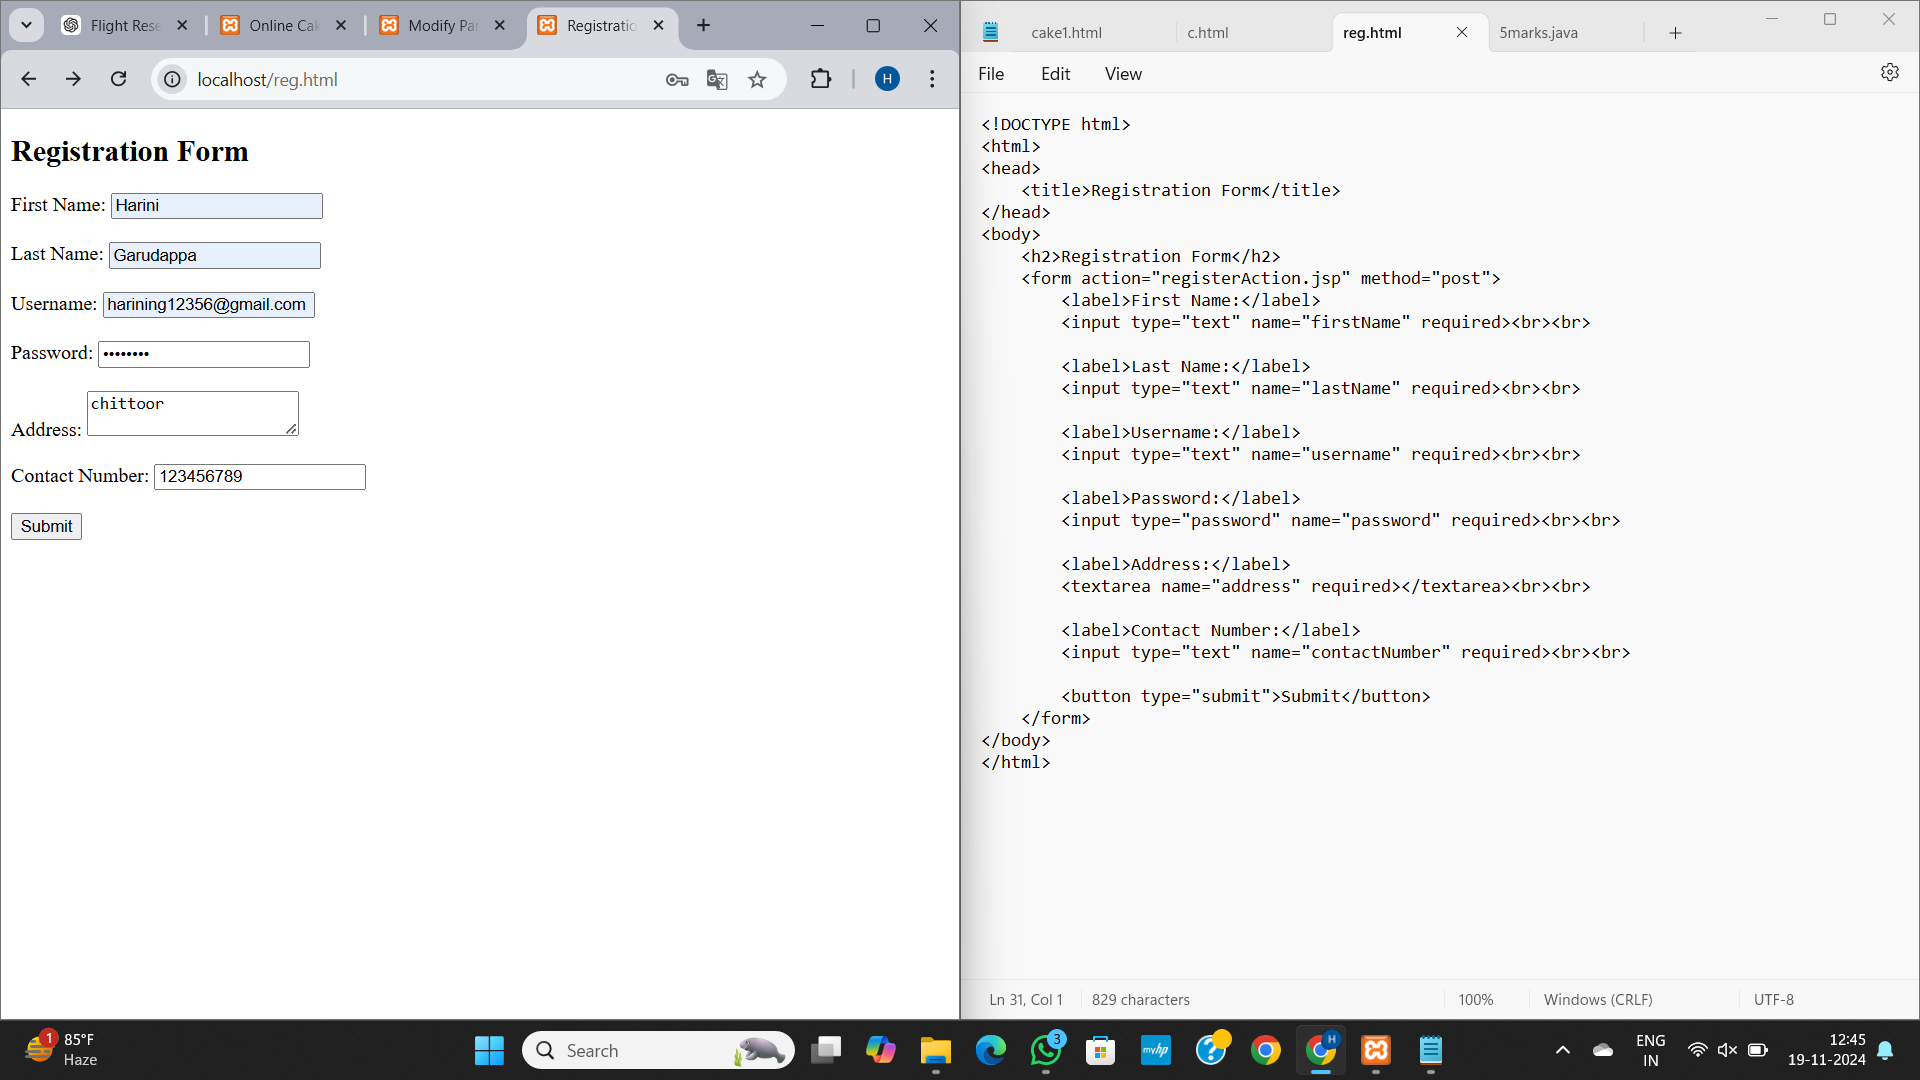 Flight Rese
Online Cak
Modify Par
Registratio
localhost/reg.html
H
Registration Form
First Name: Harini
Last Name: Garudappa
Username: harining12356@gmail.com
Password: ••••••••
Address: chittoor
Contact Number: 123456789
Submit
cake1.html
c.html
reg.html
5marks.java
File
Edit
View
<!DOCTYPE html>
<html>
<head>
    <title>Registration Form</title>
</head>
<body>
    <h2>Registration Form</h2>
    <form action="registerAction.jsp" method="post">
        <label>First Name:</label>
        <input type="text" name="firstName" required><br><br>

        <label>Last Name:</label>
        <input type="text" name="lastName" required><br><br>

        <label>Username:</label>
        <input type="text" name="username" required><br><br>

        <label>Password:</label>
        <input type="password" name="password" required><br><br>

        <label>Address:</label>
        <textarea name="address" required></textarea><br><br>

        <label>Contact Number:</label>
        <input type="text" name="contactNumber" required><br><br>

        <button type="submit">Submit</button>
    </form>
</body>
</html>
Ln 31, Col 1
829 characters
100%
Windows (CRLF)
UTF-8
1
85°F
Haze
Search
3
myhp
H
ENG
IN
12:45
19-11-2024